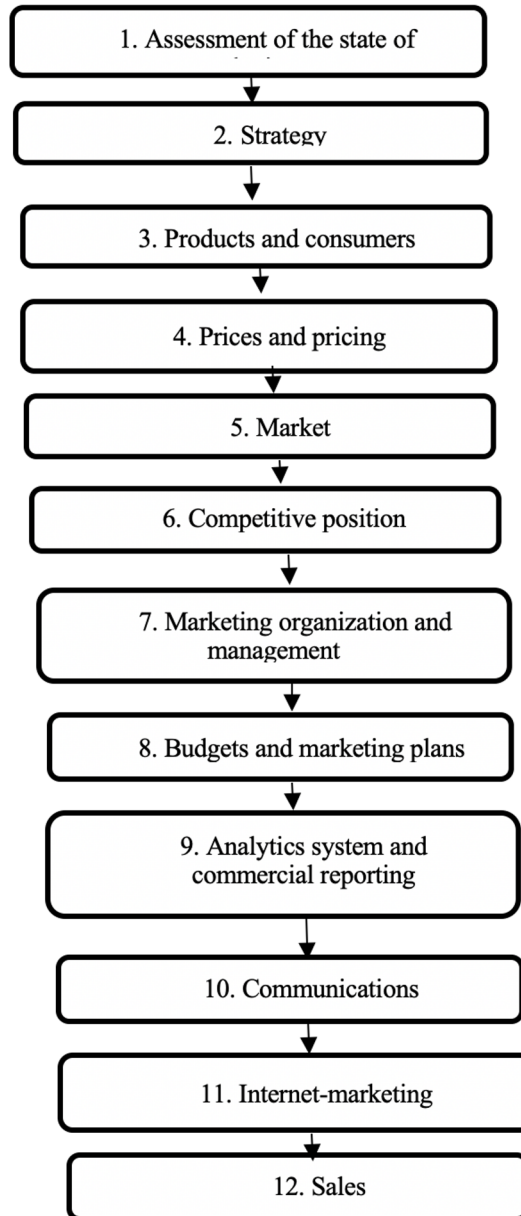 1. Assessment of the state of
2. Strategy
3. Products and consumers
4. Prices and pricing
5. Market
6. Competitive position
7. Marketing organization and
management
8. Budgets and marketing plans
9. Analytics system and
commercial reporting
10. Communications
11. Internet-marketing
12. Sales